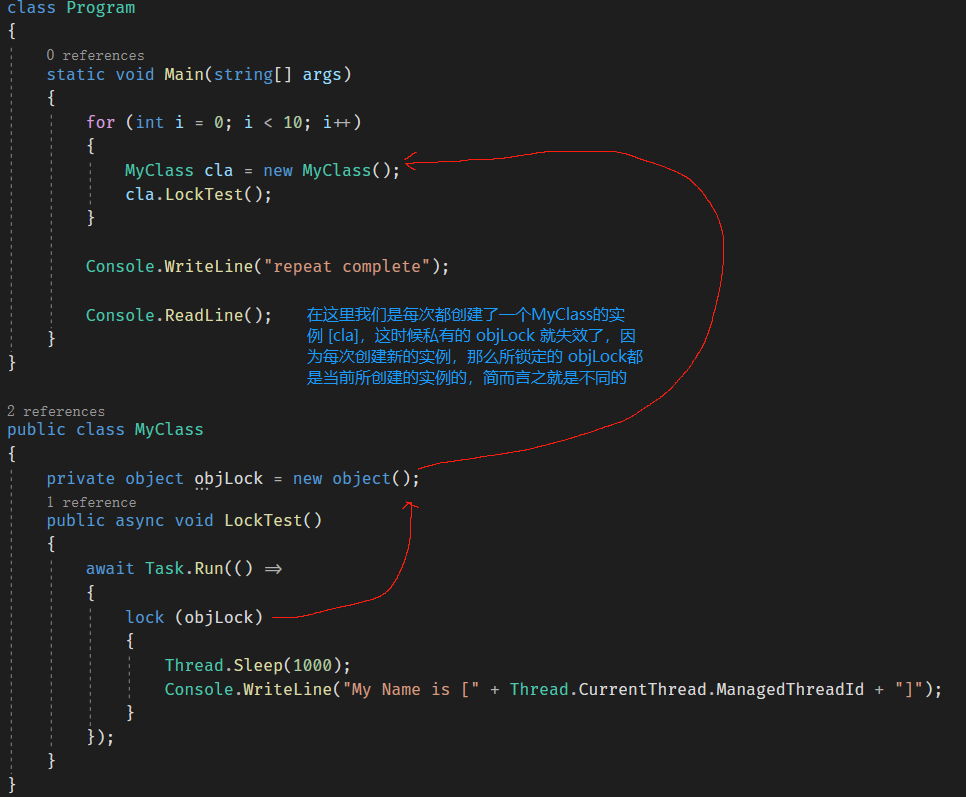 class Program
{
0 references
static void Main(string[] args)
{
for (int i = 0; i < 10; i++)
{
MyClass cla = new MyClass();
cla.LockTest();
}
Console.WriteLine("repeat complete");
Console.ReadLine();
在这里我们是每次都创建了一个MyClass的实
例 [cla]，这时候私有的 objLock 就失效了，因
为每次创建新的实例，那么所锁定的 objLock都
是当前所创建的实例的，简而言之就是不同的
}
}
2 references
public class MyClass
{
private object objLock = new object();
1 reference
public async void LockTest()
{
await Task.Run(() =>
{
lock (objLock)
{
Thread.Sleep(1000);
Console.WriteLine("My Name is [" + Thread.CurrentThread.ManagedThreadId + "]");
}
});
}
}